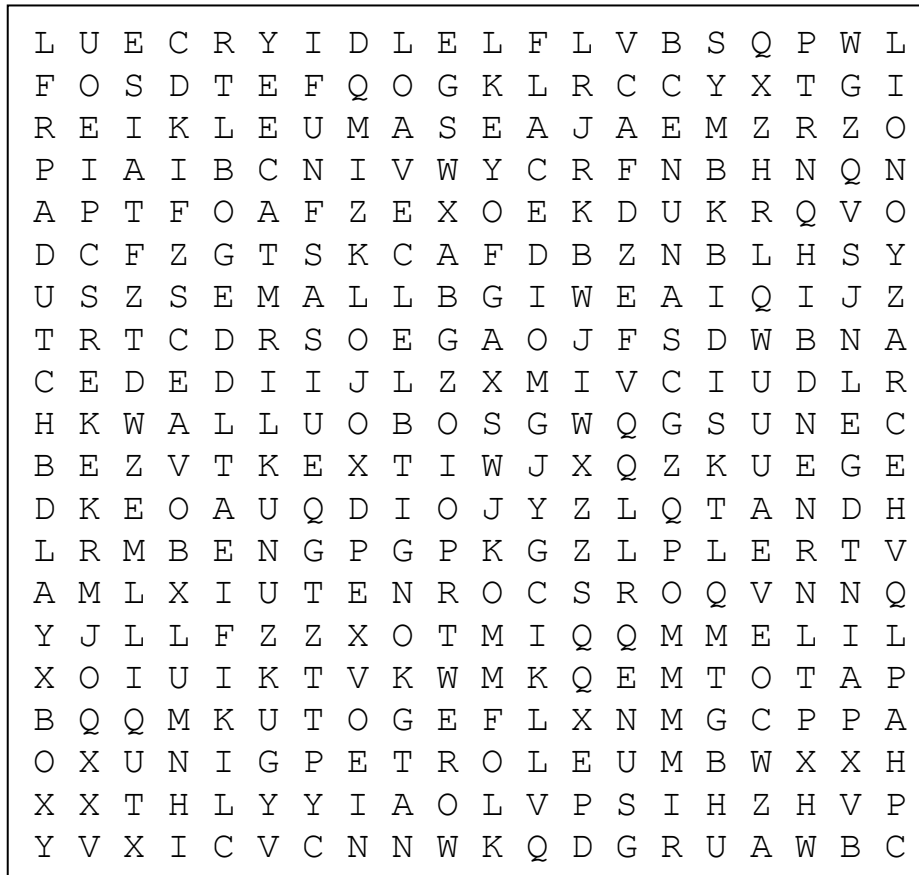 L U E C R Y I D L E L F L V B S Q P W L
F O S D T E F Q O G K L R C C Y X T G I
R E I K L E U M A S E A J A E M Z R Z O
P I A I B C N I V W Y C R F N B H N Q N
A P T F O A F Z E X O E K D U K R Q V O
D C F Z G T S K C A F D B Z N B L H S Y
U S Z S E M A L L B G I W E A I Q I J Z
T R T C D R S O E G A O J F S D W B N A
C E D E D I I J L Z X M I V C I U D L R
H K W A L L U O B O S G W Q G S U N E C
B E Z V T K E X T I W J X Q Z K U E G E
D K E O A U Q D I O J Y Z L Q T A N D H
L R M B E N G P G P K G Z L P L E R T V
A M L X I U T E N R O C S R O Q V N N Q
Y J L L F Z Z X O T M I Q Q M M E L I L
X O I U I K T V K W M K Q E M T O T A P
B Q Q M K U T O G E F L X N M G C P P A
O X U N I G P E T R O L E U M B W X X H
X X T H L Y Y I A O L V P S I H Z H V P
Y V X I C V C N N W K Q D G R U A W B C